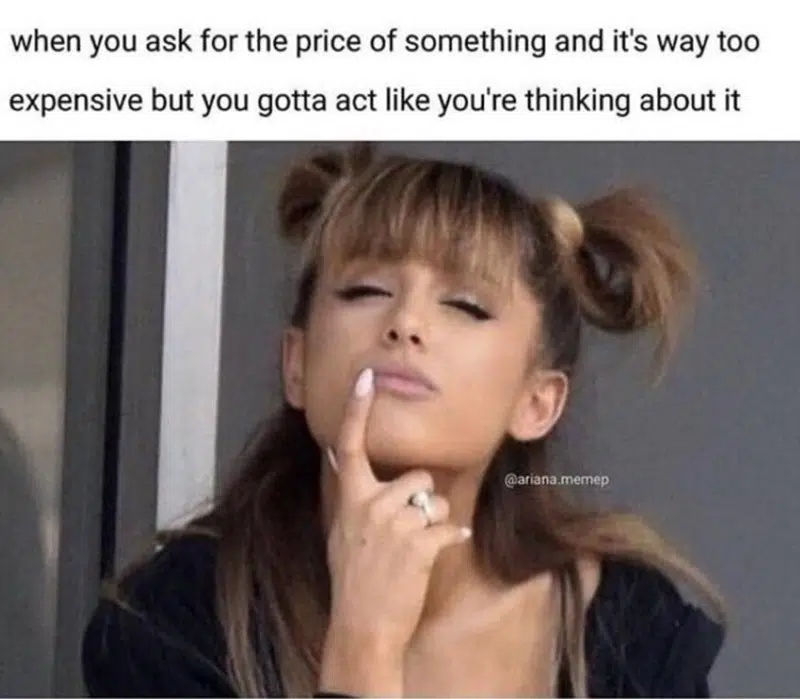 when you ask for the price of something and it's way too
expensive but you gotta act like you're thinking about it
@ariana.memep